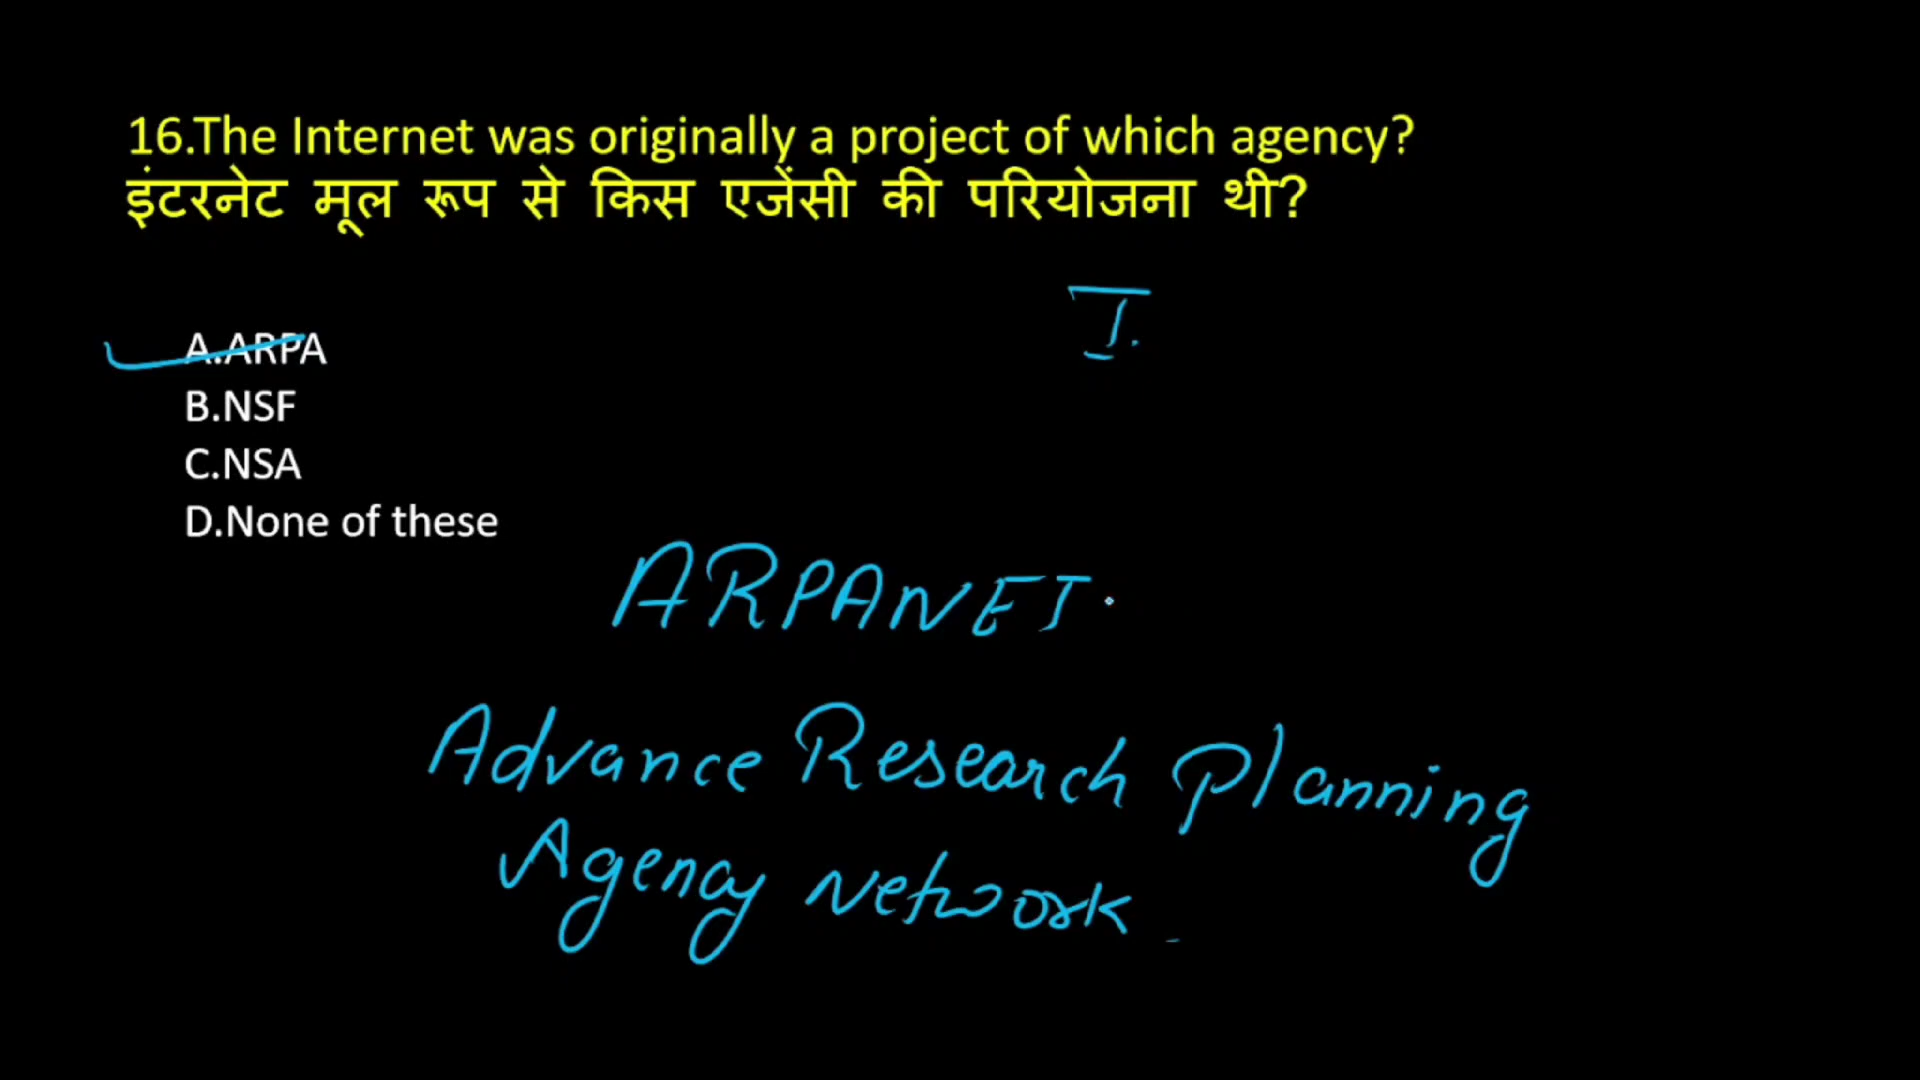 16.The Internet was originally a project of which agency?
इंटरनेट मूल रूप से किस एजेंसी की परियोजना थी?
I.
A.ARPA
B.NSF
C.NSA
D.None of these
ARPANET.
Advance Research Planning
Agency Network.